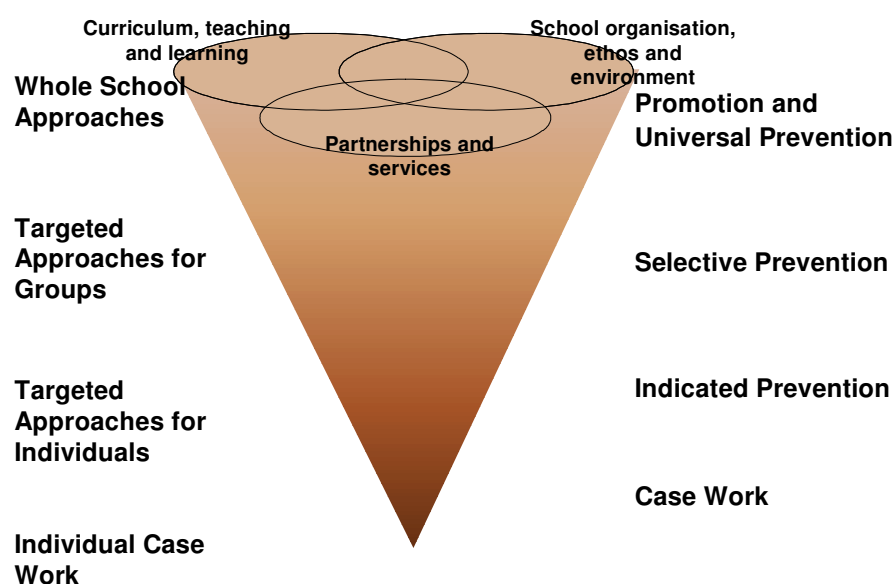 Curriculum, teaching
and learning
School organisation,
ethos and
environment
Whole School
Approaches
Promotion and
Universal Prevention
Partnerships and
services
Targeted
Approaches for
Groups
Selective Prevention
Targeted
Approaches for
Individuals
Indicated Prevention
Case Work
Individual Case
Work